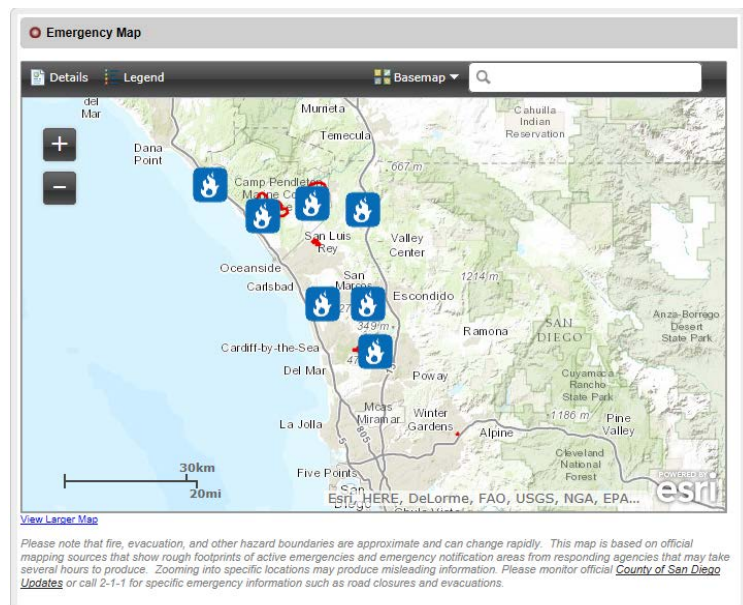 Emergency Map
Details Legend Basemap
del
Mar
Murrieta
Cahuilla
Indian
Reservation
Temecula
Dana
Point
667 m
Camp Pendleton
San Luis
Rey
Valley
Center
Oceanside
1214 m
San
Marcos
Carlsbad
Escondido
Anza-Borrego
Desert
State Park
349 m
Ramona
SAN
DIEGO
Cardiff-by-the-Sea
Del Mar
Poway
Cuyamaca
Rancho
State Park
Mcas
Miramar
Winter
Gardens
1186 m
Pine
Valley
La Jolla
805
Alpine
5
Cleveland
National
Forest
30km
20mi
Five Points
San
Diego
Chula Vista
POWERED BY
esri
Esri, HERE, DeLorme, FAO, USGS, NGA, EPA...
View Larger Map
Please note that fire, evacuation, and other hazard boundaries are approximate and can change rapidly. This map is based on official
mapping sources that show rough footprints of active emergencies and emergency notification areas from responding agencies that may take
several hours to produce. Zooming into specific locations may produce misleading information. Please monitor official County of San Diego
Updates or call 2-1-1 for specific emergency information such as road closures and evacuations.